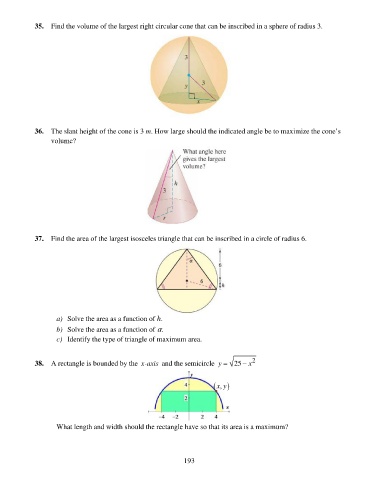 35. Find the volume of the largest right circular cone that can be inscribed in a sphere of radius 3.
3
3
y
x
36. The slant height of the cone is 3 m. How large should the indicated angle be to maximize the cone's
volume?
What angle here
gives the largest
volume?
h
3
r
37. Find the area of the largest isosceles triangle that can be inscribed in a circle of radius 6.
α
6
6
h
a) Solve the area as a function of h.
b) Solve the area as a function of α.
c) Identify the type of triangle of maximum area.
38. A rectangle is bounded by the x-axis and the semicircle y = √25 − x²
y
4
(x, y)
2
x
−4 −2 2 4
What length and width should the rectangle have so that its area is a maximum?
193